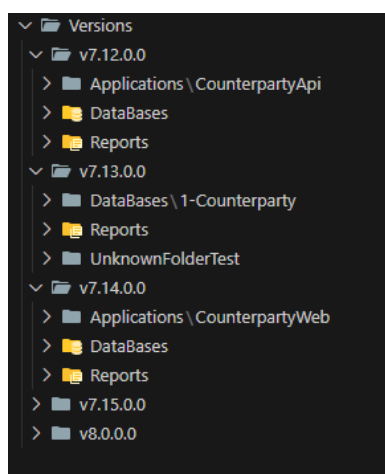 Versions
v7.12.0.0
Applications\CounterpartyApi
DataBases
Reports
v7.13.0.0
DataBases\1-Counterparty
Reports
UnknownFolderTest
v7.14.0.0
Applications\CounterpartyWeb
DataBases
Reports
v7.15.0.0
v8.0.0.0